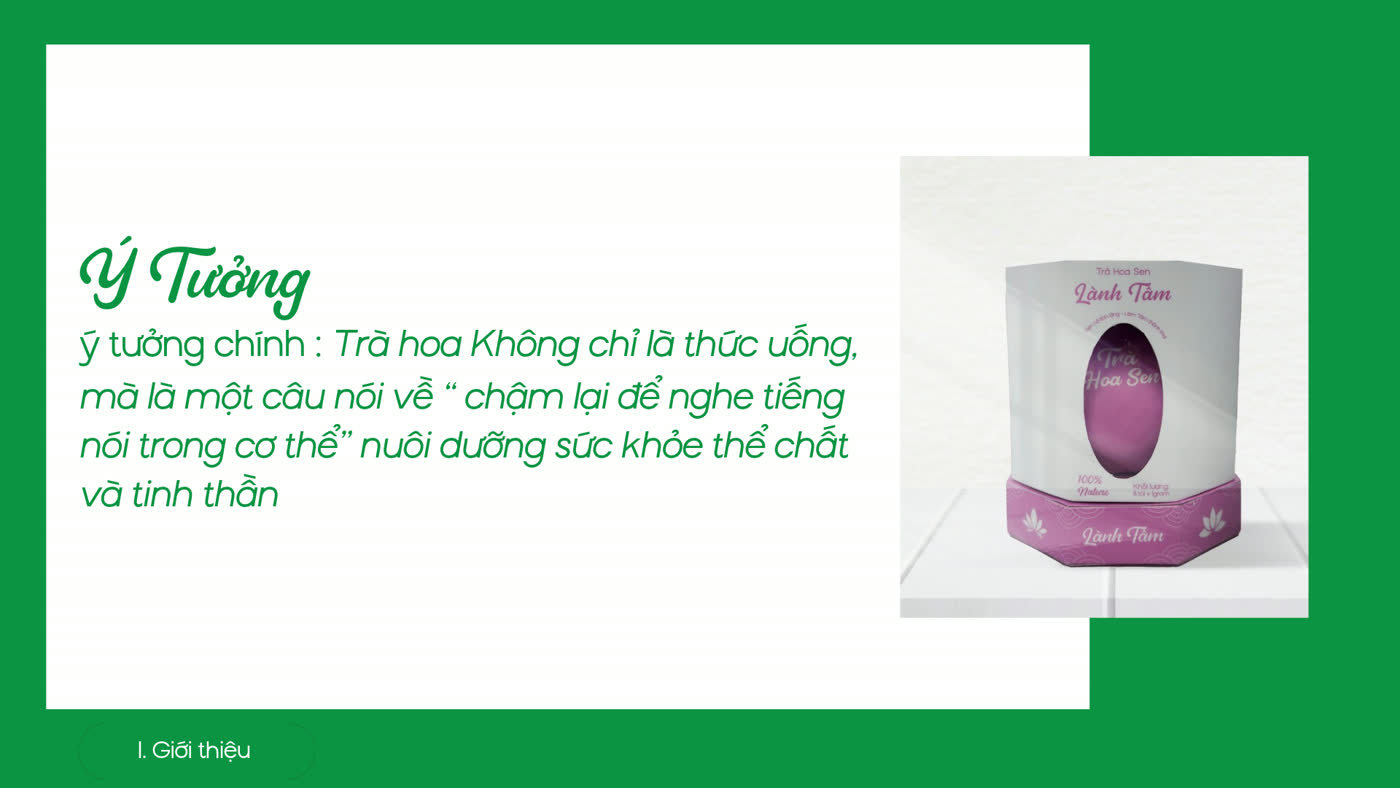 Ý Tưởng
ý tưởng chính : Trà hoa Không chỉ là thức uống,
mà là một câu nói về “ chậm lại để nghe tiếng
nói trong cơ thể” nuôi dưỡng sức khỏe thể chất
và tinh thần
Trà Hoa Sen
Lành Tâm
Trà
Hoa Sen
100%
Nature
Khối lượng:
Lành Tâm
I. Giới thiệu